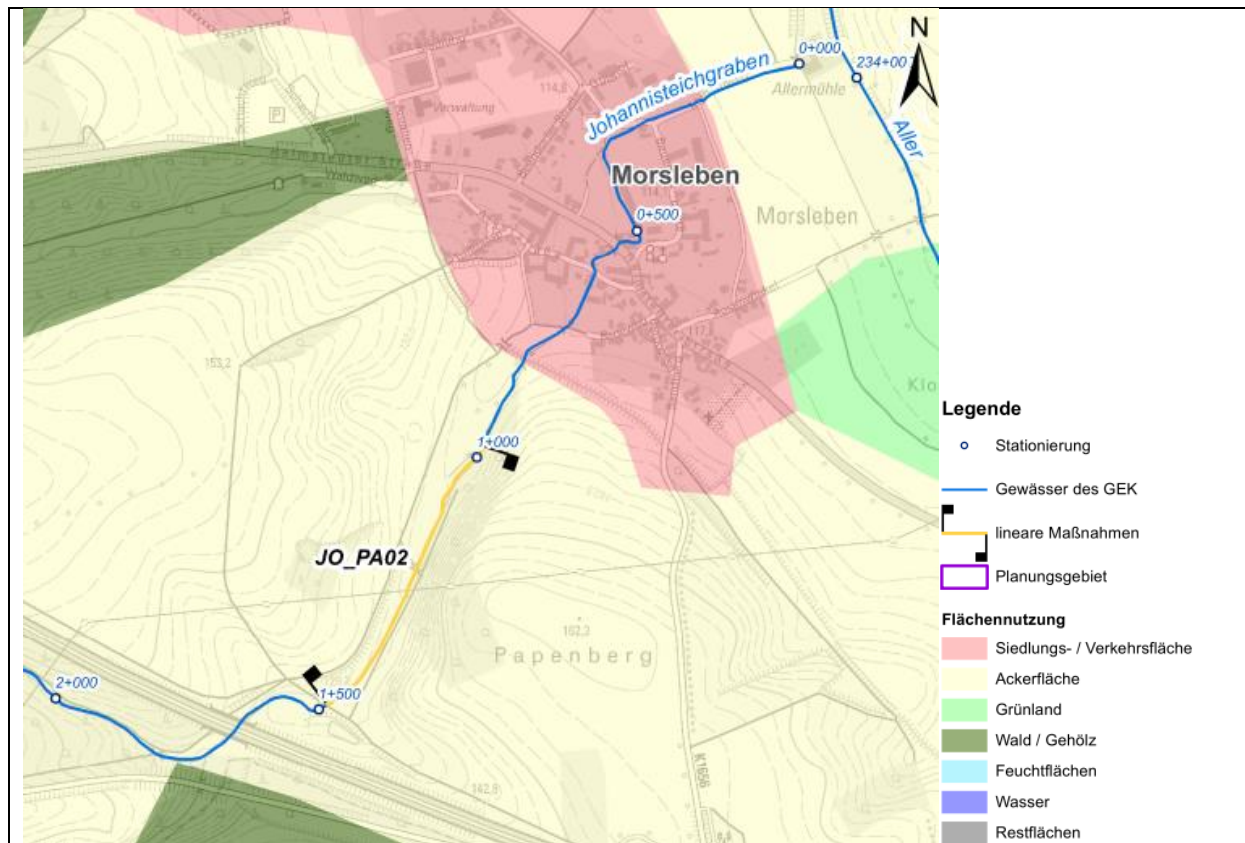 N
0+000
234+00
Johannisteichgraben
Allermühle
Aller
114,8
Verwaltung
P
Morsleben
0+500
Morsleben
117,
153,2
Klo
1+000
JO_PA02
162,3
Papenberg
1+500
2+000
K1656
142,8
Legende
Stationierung
Gewässer des GEK
lineare Maßnahmen
Planungsgebiet
Flächennutzung
Siedlungs- / Verkehrsfläche
Ackerfläche
Grünland
Wald / Gehölz
Feuchtflächen
Wasser
Restflächen